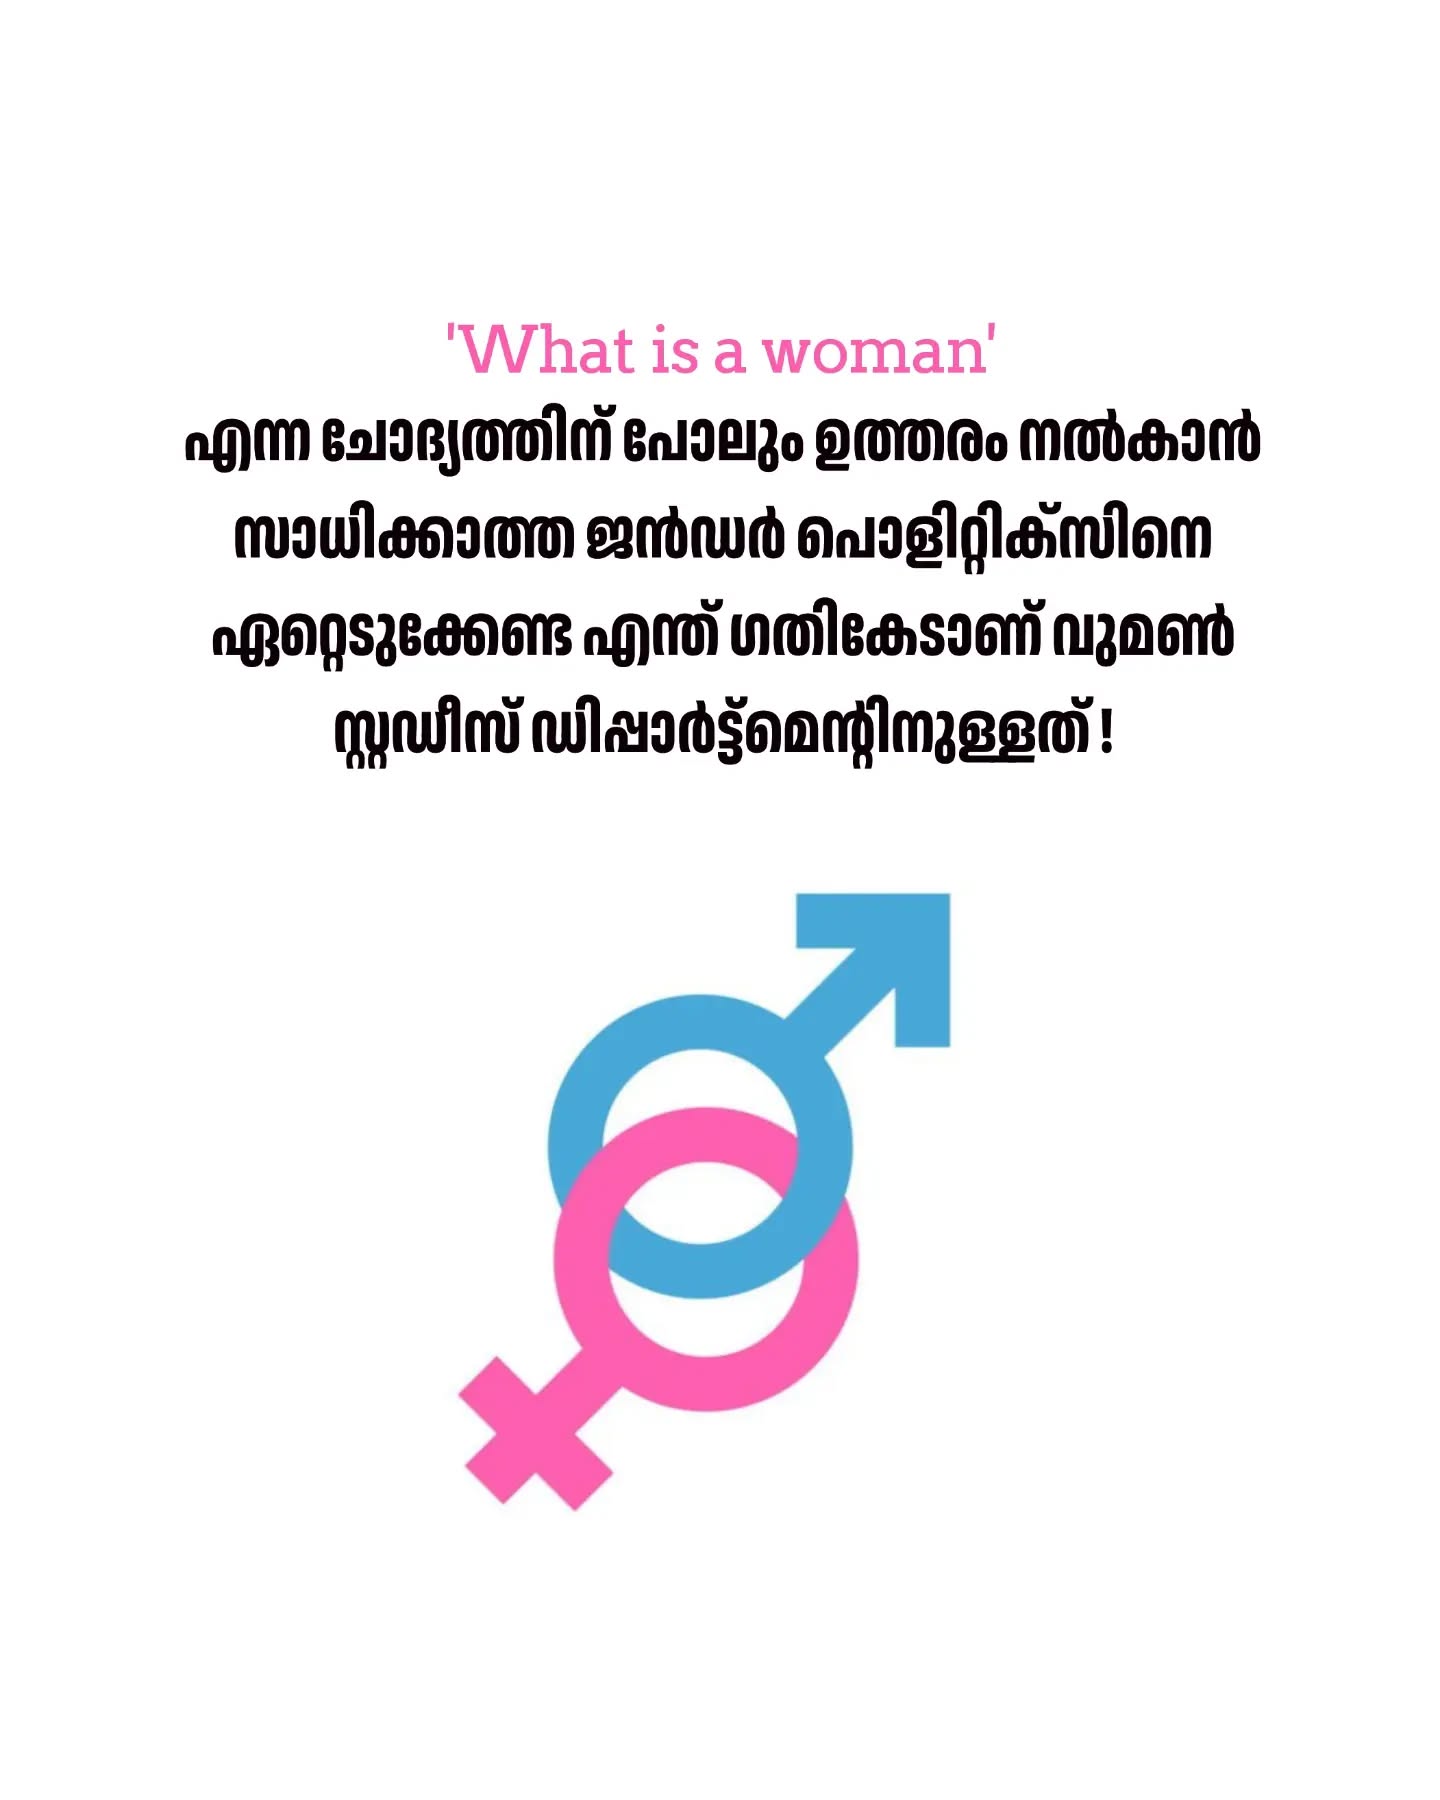 'What is a woman'
എന്ന ചോദ്യത്തിന് പോലും ഉത്തരം നൽകാൻ
സാധിക്കാത്ത ജൻഡർ പൊളിറ്റിക്സിനെ
ഏറ്റെടുക്കേണ്ട എന്ത് ഗതികേടാണ് വുമൺ
സ്റ്റഡീസ് ഡിപ്പാർട്ട്മെന്റിനുള്ളത് !